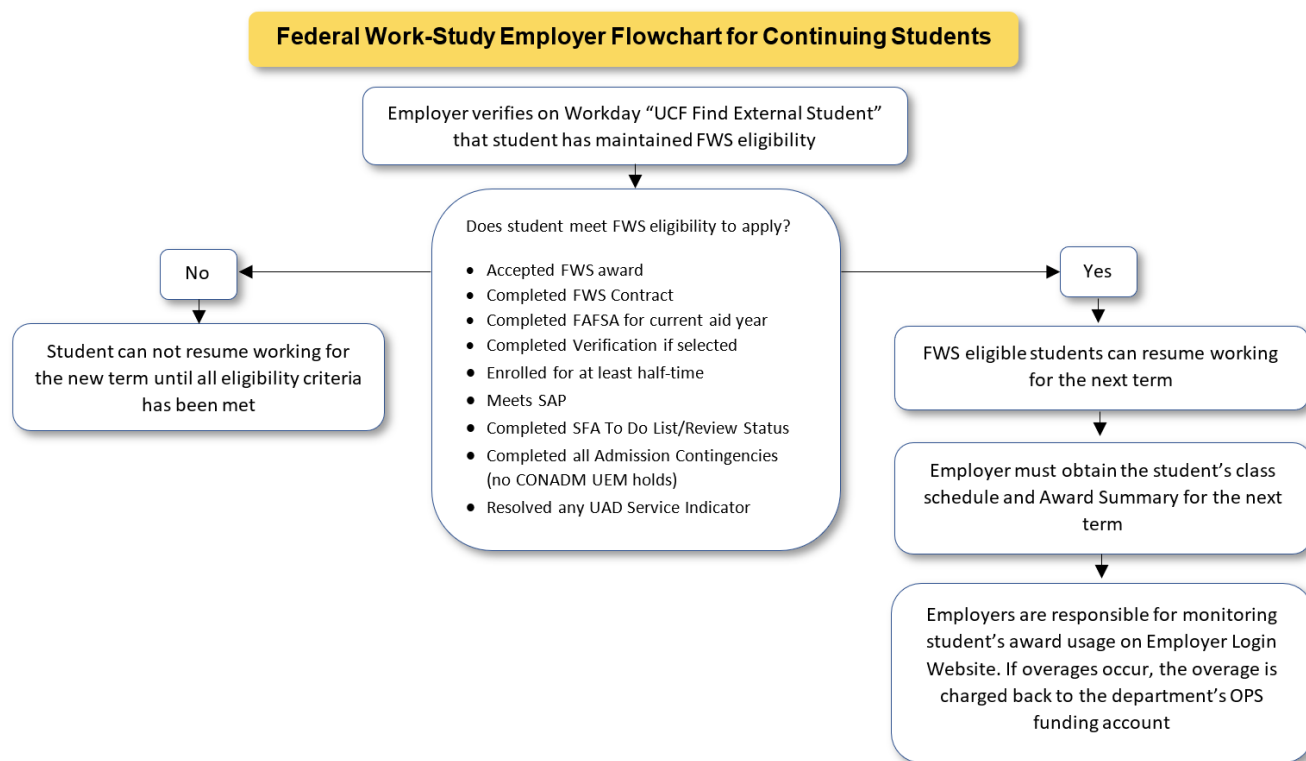 Federal Work-Study Employer Flowchart for Continuing Students
Employer verifies on Workday “UCF Find External Student”
that student has maintained FWS eligibility
Does student meet FWS eligibility to apply?
• Accepted FWS award
• Completed FWS Contract
• Completed FAFSA for current aid year
• Completed Verification if selected
• Enrolled for at least half-time
• Meets SAP
• Completed SFA To Do List/Review Status
• Completed all Admission Contingencies
(no CONADM UEM holds)
• Resolved any UAD Service Indicator
No
Student can not resume working for
the new term until all eligibility criteria
has been met
Yes
FWS eligible students can resume working
for the next term
Employer must obtain the student’s class
schedule and Award Summary for the next
term
Employers are responsible for monitoring
student’s award usage on Employer Login
Website. If overages occur, the overage is
charged back to the department’s OPS
funding account